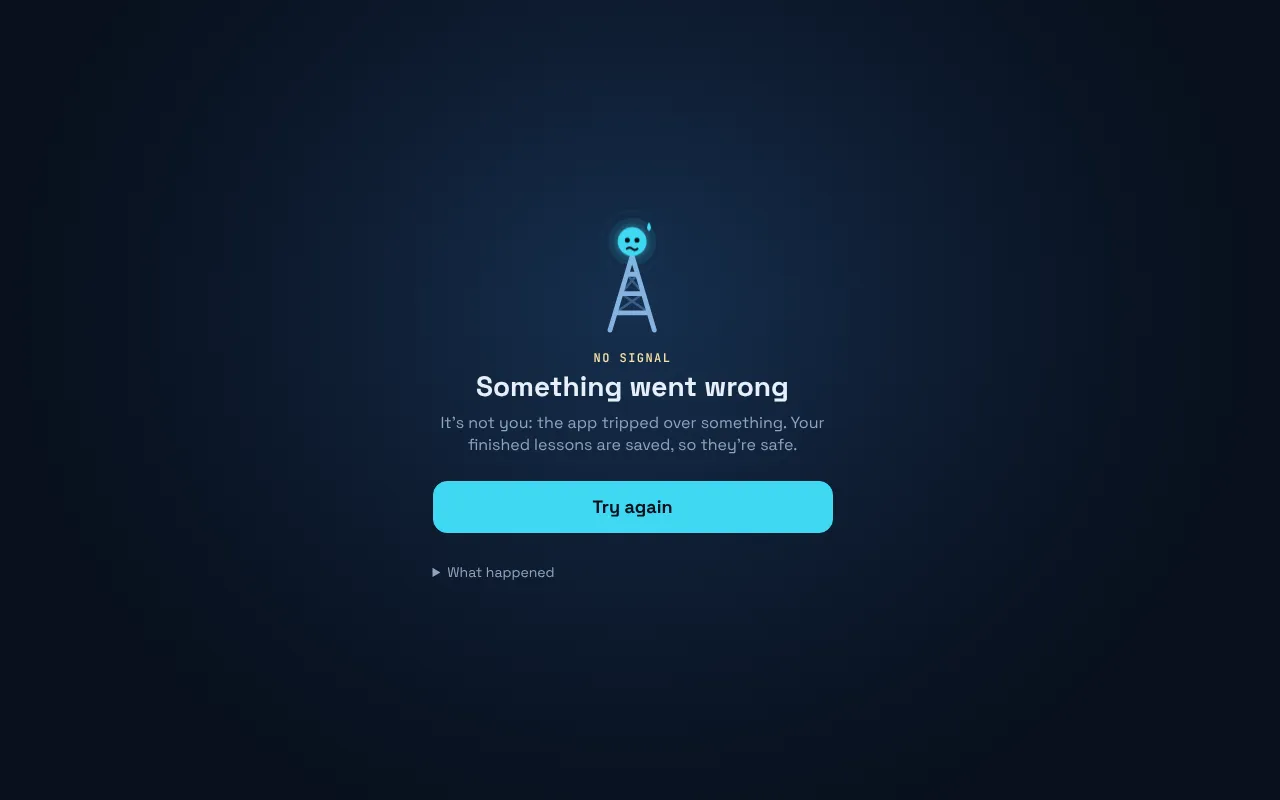 NO SIGNAL
Something went wrong
It's not you: the app tripped over something. Your
finished lessons are saved, so they're safe.
Try again
What happened